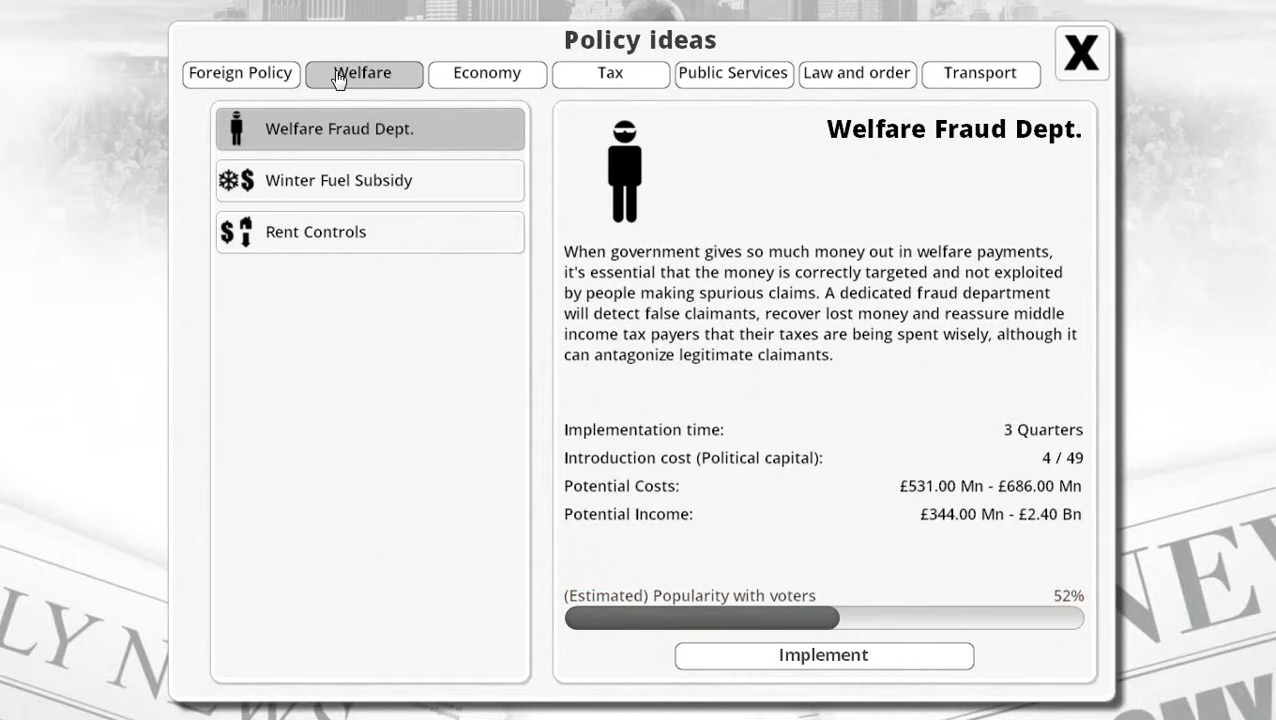 Policy ideas
X
Foreign Policy
Welfare
Economy
Tax
Public Services
Law and order
Transport
Welfare Fraud Dept.
Winter Fuel Subsidy
Rent Controls
Welfare Fraud Dept.
When government gives so much money out in welfare payments,
it's essential that the money is correctly targeted and not exploited
by people making spurious claims. A dedicated fraud department
will detect false claimants, recover lost money and reassure middle
income tax payers that their taxes are being spent wisely, although it
can antagonize legitimate claimants.
Implementation time: 3 Quarters
Introduction cost (Political capital): 4 / 49
Potential Costs: £531.00 Mn - £686.00 Mn
Potential Income: £344.00 Mn - £2.40 Bn
(Estimated) Popularity with voters 52%
Implement
LY NEWS
NEW